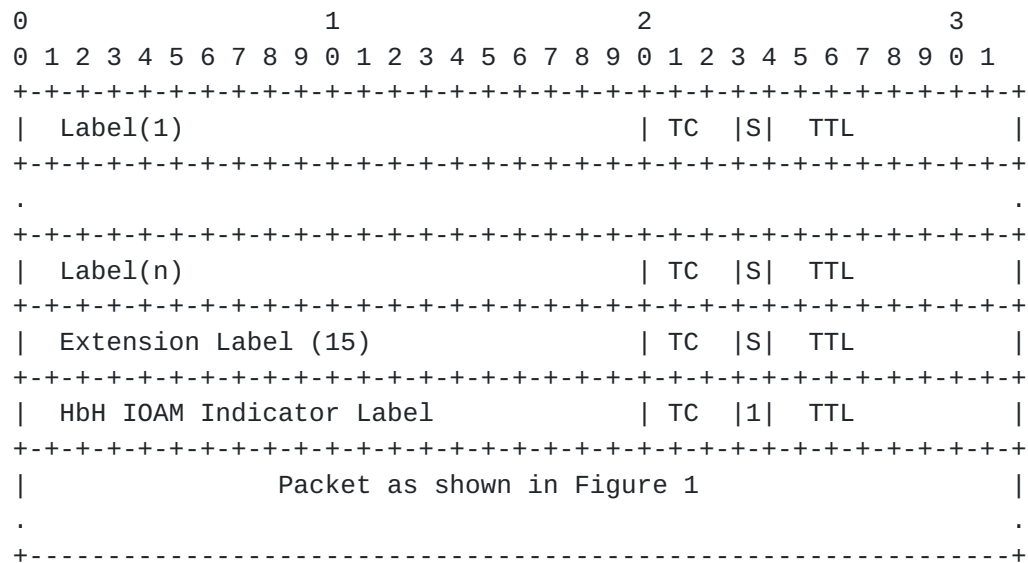 0                   1                   2                   3
0 1 2 3 4 5 6 7 8 9 0 1 2 3 4 5 6 7 8 9 0 1 2 3 4 5 6 7 8 9 0 1
+-+-+-+-+-+-+-+-+-+-+-+-+-+-+-+-+-+-+-+-+-+-+-+-+-+-+-+-+-+-+-+-+
|  Label(1)                             | TC  |S|  TTL          |
+-+-+-+-+-+-+-+-+-+-+-+-+-+-+-+-+-+-+-+-+-+-+-+-+-+-+-+-+-+-+-+-+
.                                                               .
+-+-+-+-+-+-+-+-+-+-+-+-+-+-+-+-+-+-+-+-+-+-+-+-+-+-+-+-+-+-+-+-+
|  Label(n)                             | TC  |S|  TTL          |
+-+-+-+-+-+-+-+-+-+-+-+-+-+-+-+-+-+-+-+-+-+-+-+-+-+-+-+-+-+-+-+-+
|  Extension Label (15)                 | TC  |S|  TTL          |
+-+-+-+-+-+-+-+-+-+-+-+-+-+-+-+-+-+-+-+-+-+-+-+-+-+-+-+-+-+-+-+-+
|  HbH IOAM Indicator Label             | TC  |1|  TTL          |
+-+-+-+-+-+-+-+-+-+-+-+-+-+-+-+-+-+-+-+-+-+-+-+-+-+-+-+-+-+-+-+-+
|                Packet as shown in Figure 1                    |
.                                                               .
+---------------------------------------------------------------+